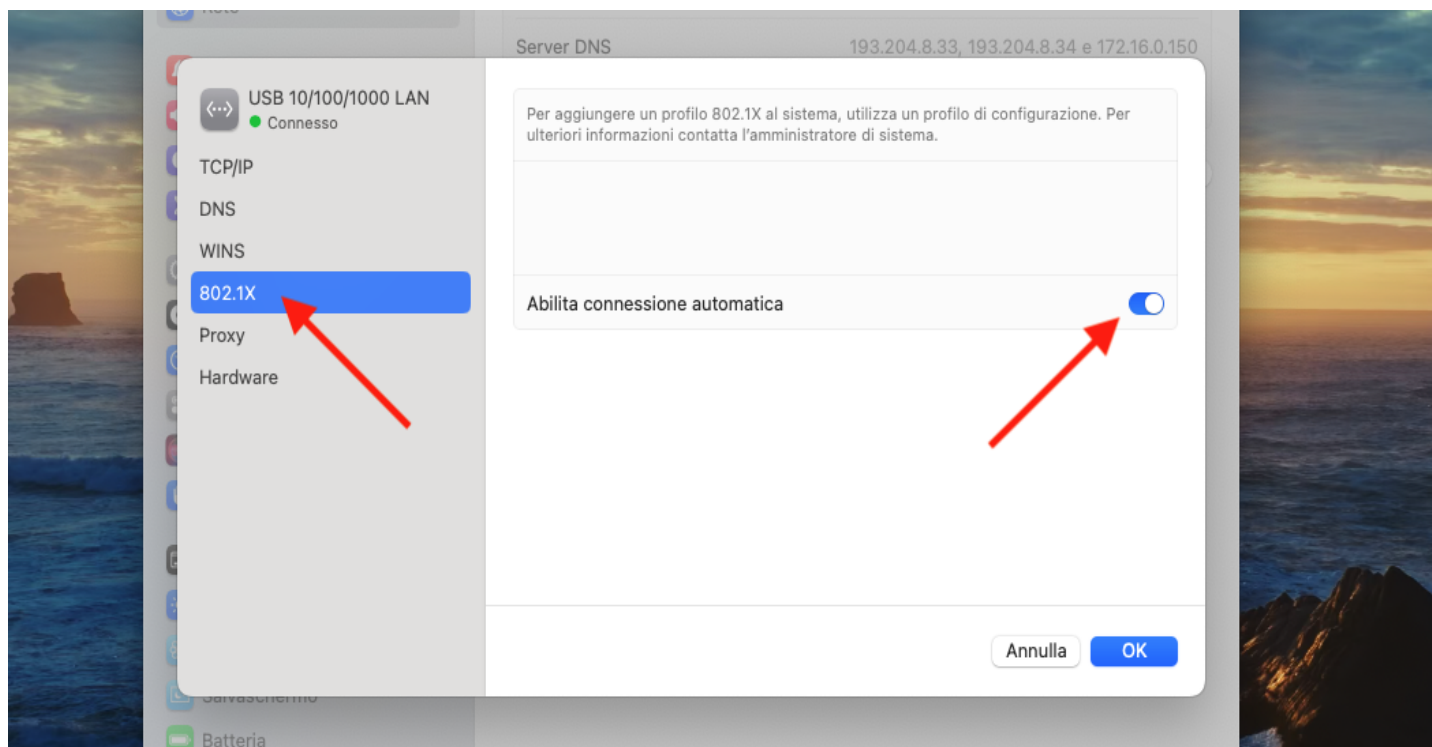 Server DNS 193.204.8.33, 193.204.8.34 e 172.16.0.150
USB 10/100/1000 LAN
Connesso
TCP/IP
DNS
WINS
802.1X
Proxy
Hardware
Per aggiungere un profilo 802.1X al sistema, utilizza un profilo di configurazione. Per
ulteriori informazioni contatta l’amministratore di sistema.
Abilita connessione automatica
Annulla OK
Salvaschermo
Batteria